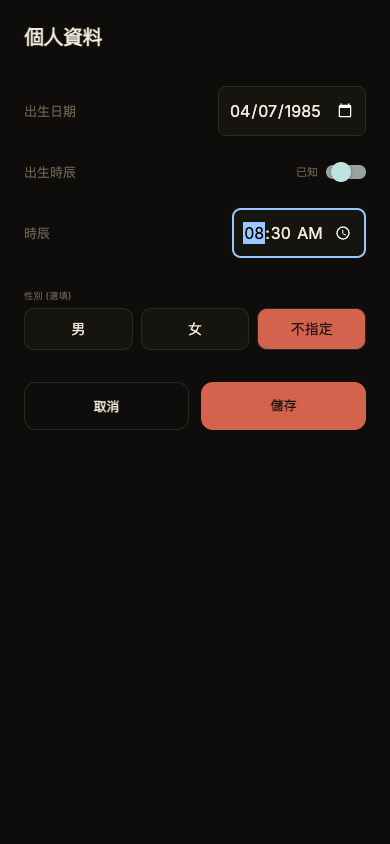 個人資料
出生日期 04/07/1985
出生時辰 已知
時辰 08:30 AM
性別 (選填)
男 女 不指定
取消 儲存